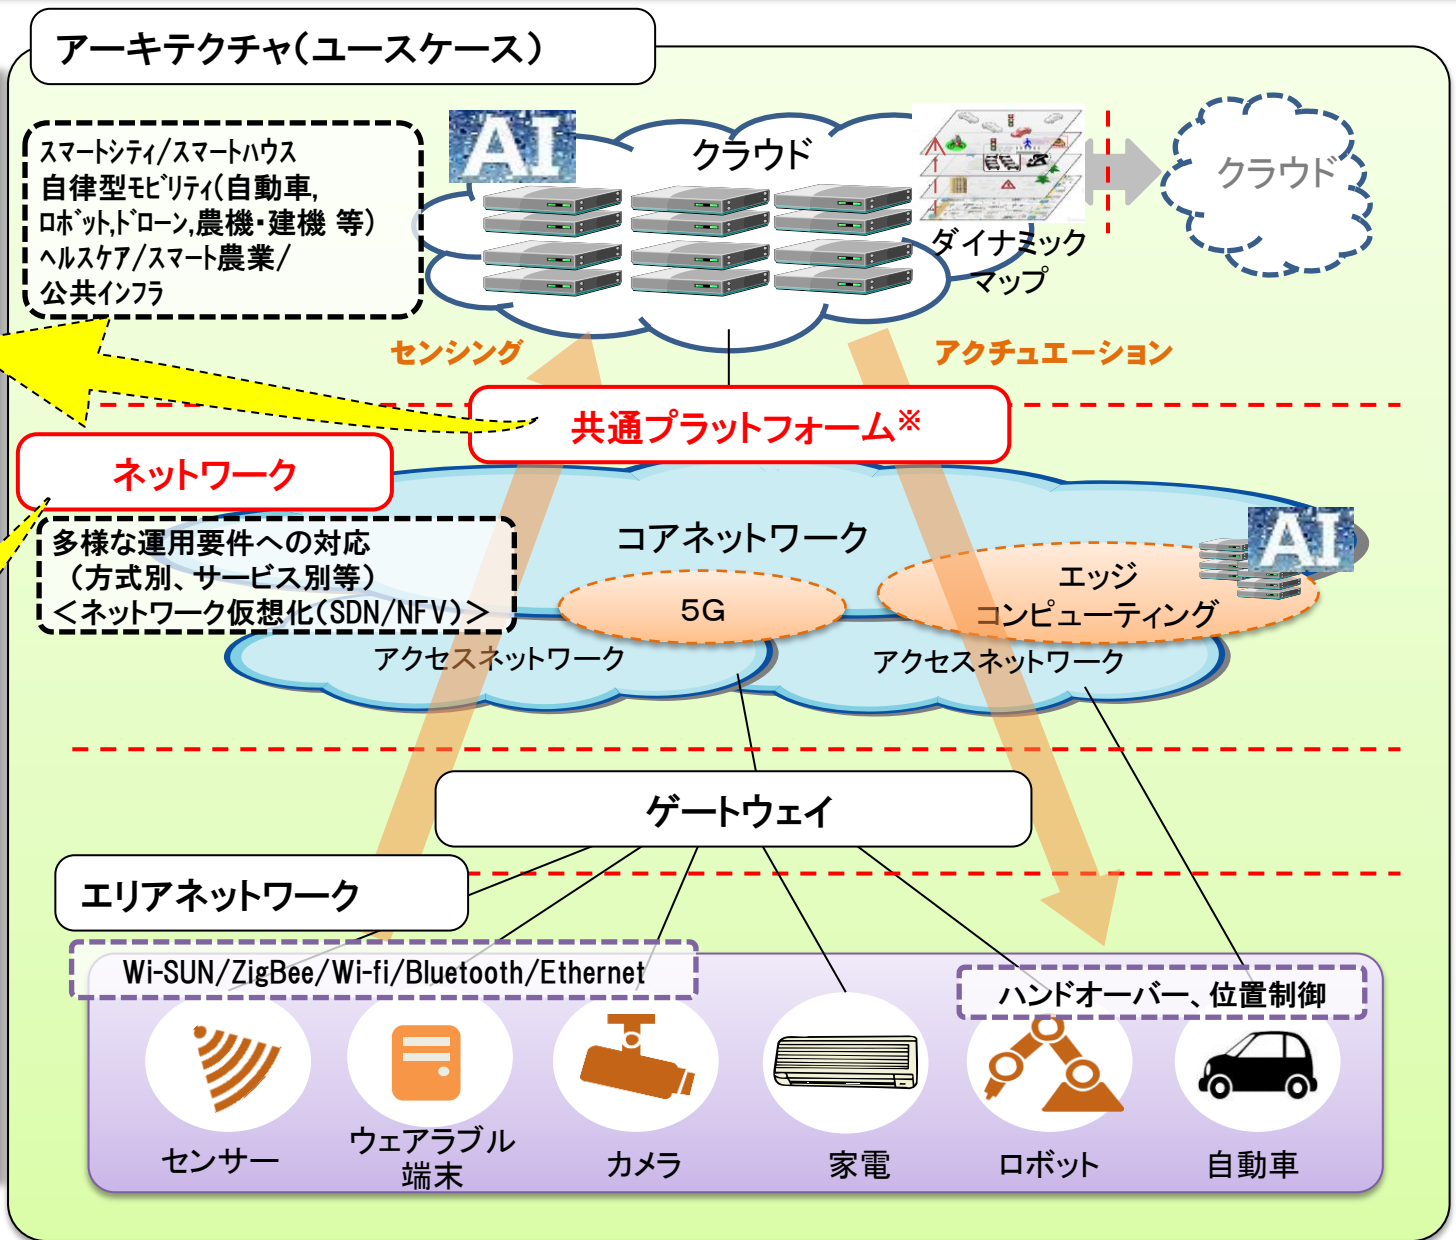 アーキテクチャ(ユースケース)
スマートシティ/スマートハウス
自律型モビリティ(自動車,
ロボット,ドローン,農機・建機 等)
ヘルスケア/スマート農業/
公共インフラ
AI
クラウド
ダイナミック
マップ
クラウド
センシング
アクチュエーション
共通プラットフォーム※
ネットワーク
多様な運用要件への対応
(方式別、サービス別等)
<ネットワーク仮想化(SDN/NFV)>
コアネットワーク
AI
エッジ
コンピューティング
5G
アクセスネットワーク
アクセスネットワーク
ゲートウェイ
エリアネットワーク
Wi-SUN/ZigBee/Wi-fi/Bluetooth/Ethernet
ハンドオーバー、位置制御
センサー
ウェアラブル
端末
カメラ
家電
ロボット
自動車